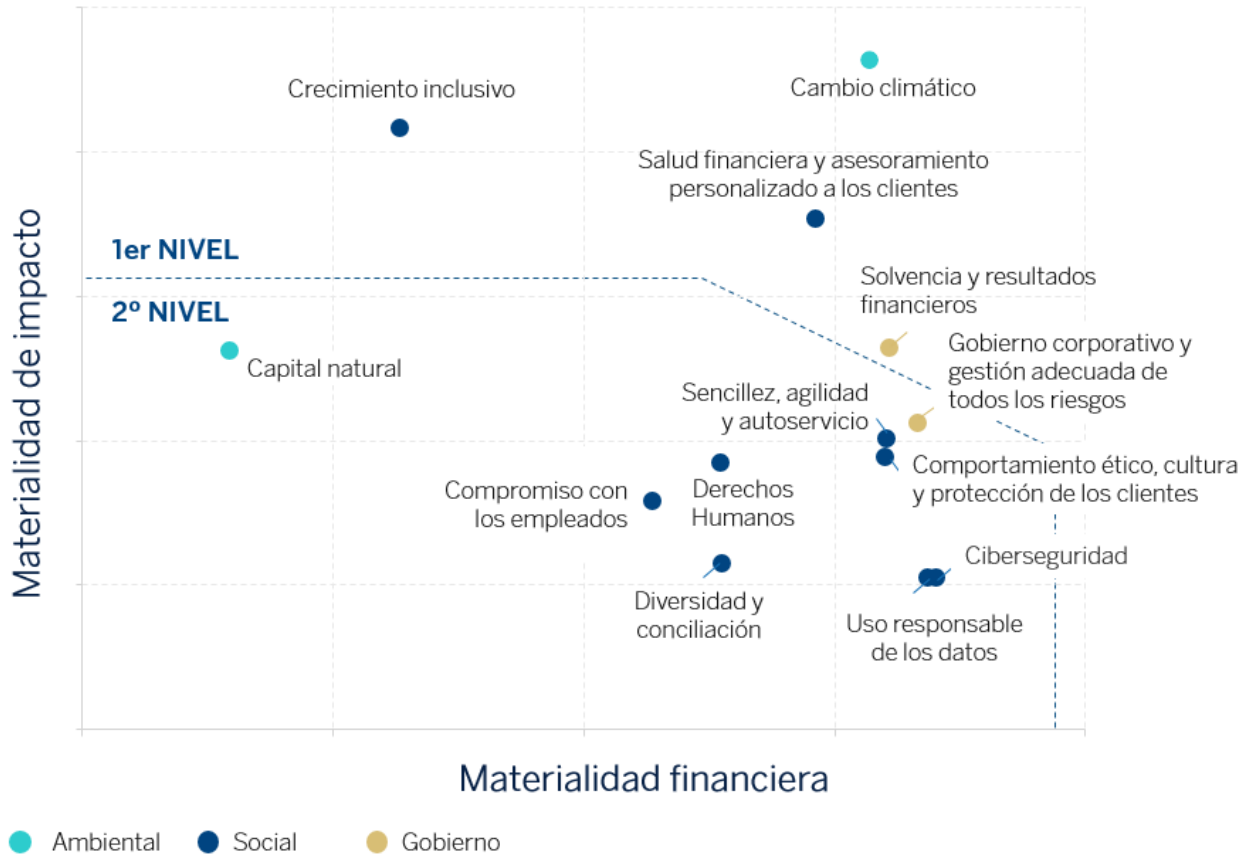 Crecimiento inclusivo
Cambio climático
Salud financiera y asesoramiento
personalizado a los clientes
1er NIVEL
2º NIVEL
Solvencia y resultados
financieros
Capital natural
Gobierno corporativo y
gestión adecuada de
todos los riesgos
Sencillez, agilidad
y autoservicio
Comportamiento ético, cultura
y protección de los clientes
Compromiso con
los empleados
Derechos
Humanos
Ciberseguridad
Diversidad y
conciliación
Uso responsable
de los datos
Materialidad de impacto
Materialidad financiera
Ambiental
Social
Gobierno